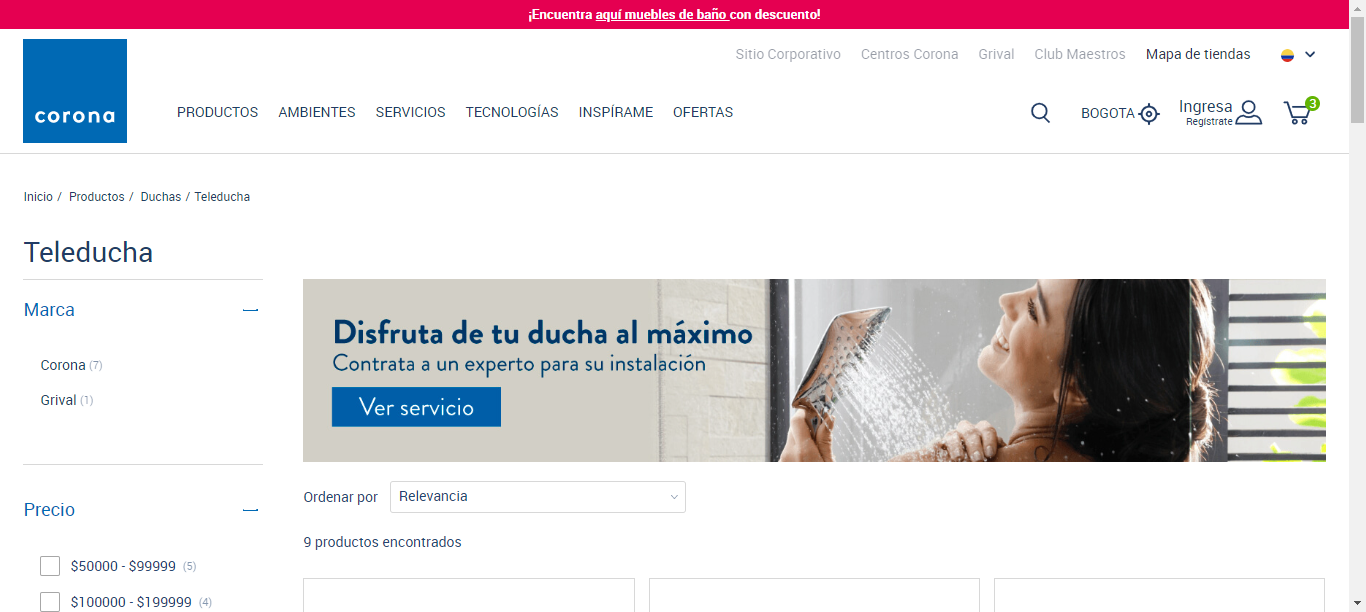 ¡Encuentra aquí muebles de baño con descuento!
Sitio Corporativo Centros Corona Grival Club Maestros Mapa de tiendas
corona
PRODUCTOS AMBIENTES SERVICIOS TECNOLOGÍAS INSPÍRAME OFERTAS
BOGOTA
Ingresa
Regístrate
3
Inicio / Productos / Duchas / Teleducha
Teleducha
Marca
Corona (7)
Grival (1)
Precio
$50000 - $99999 (5)
$100000 - $199999 (4)
Disfruta de tu ducha al máximo
Contrata a un experto para su instalación
Ver servicio
Ordenar por Relevancia
9 productos encontrados